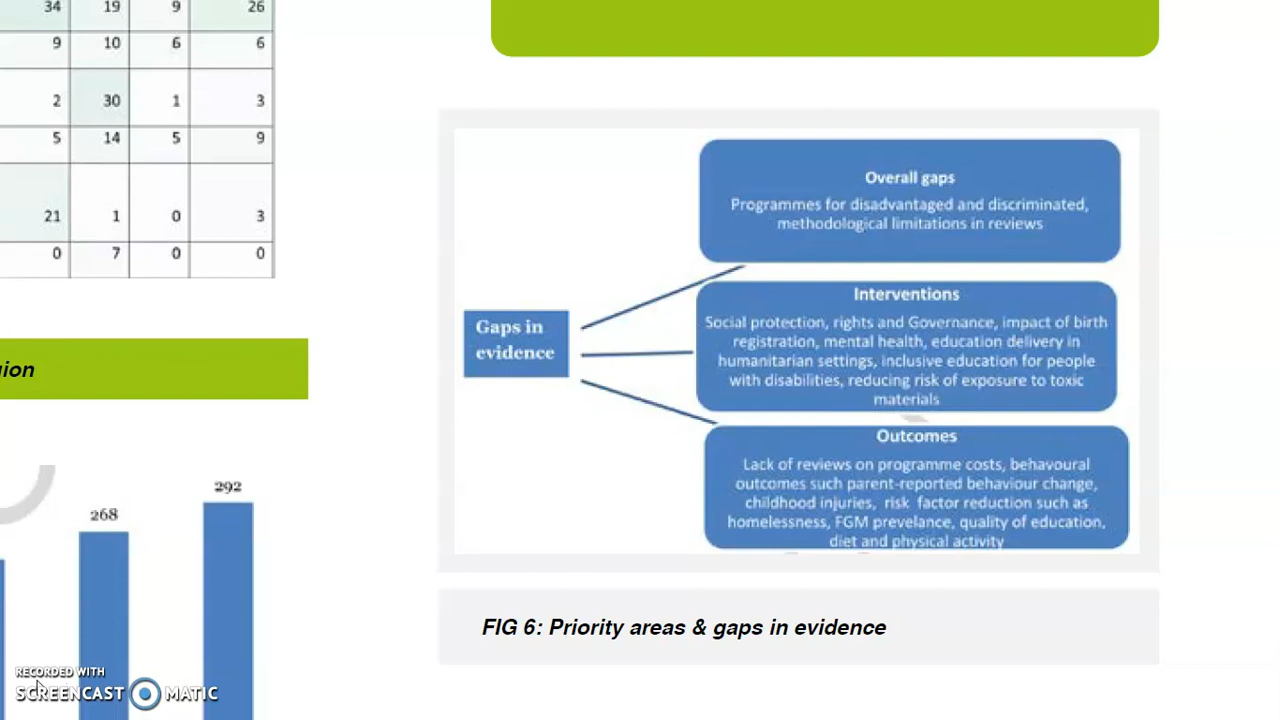 34 19 9 26
9 10 6 6
2 30 1 3
5 14 5 9
21 1 0 3
0 7 0 0
ion
268
292
RECORDED WITH
SCREENCAST MATIC
Gaps in
evidence
Overall gaps
Programmes for disadvantaged and discriminated,
methodological limitations in reviews
Interventions
Social protection, rights and Governance, impact of birth
registration, mental health, education delivery in
humanitarian settings, inclusive education for people
with disabilities, reducing risk of exposure to toxic
materials
Outcomes
Lack of reviews on programme costs, behavoural
outcomes such parent-reported behaviour change,
childhood injuries, risk factor reduction such as
homelessness, FGM prevelance, quality of education,
diet and physical activity
FIG 6: Priority areas & gaps in evidence